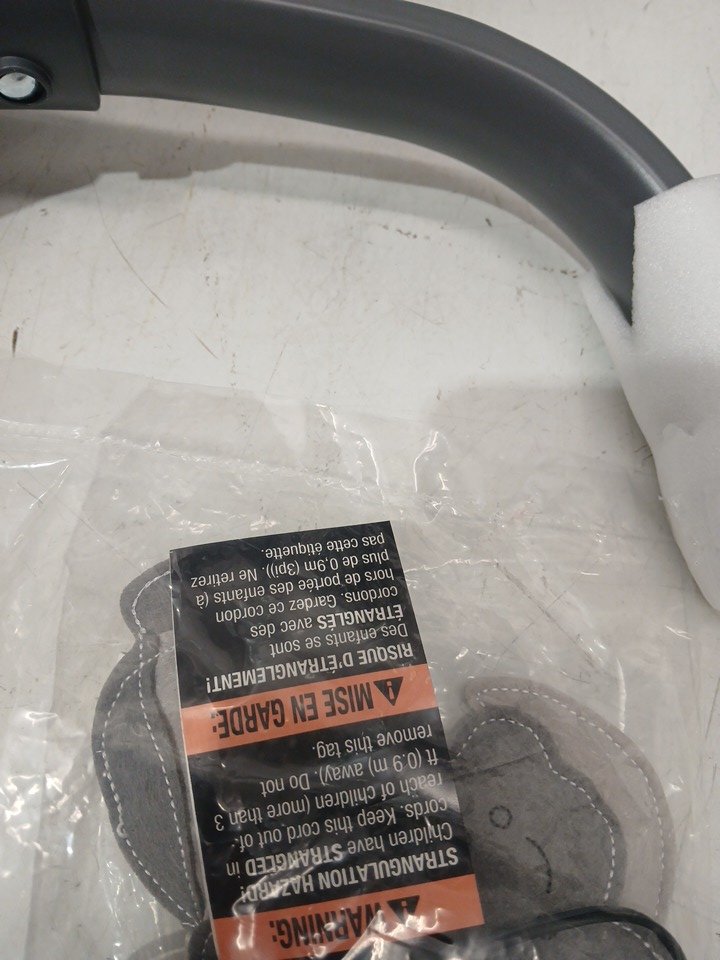 WARNING:
STRANGULATION HAZARD!
Children have STRANGLED in
cords. Keep this cord out of
reach of children (more than 3
ft (0.9 m) away). Do not
remove this tag.
MISE EN GARDE:
RISQUE D'ÉTRANGLEMENT!
Des enfants se sont
ÉTRANGLÉS avec des
cordons. Gardez ce cordon
hors de portée des enfants (à
plus de 0,9m (3pi)). Ne retirez
pas cette étiquette.